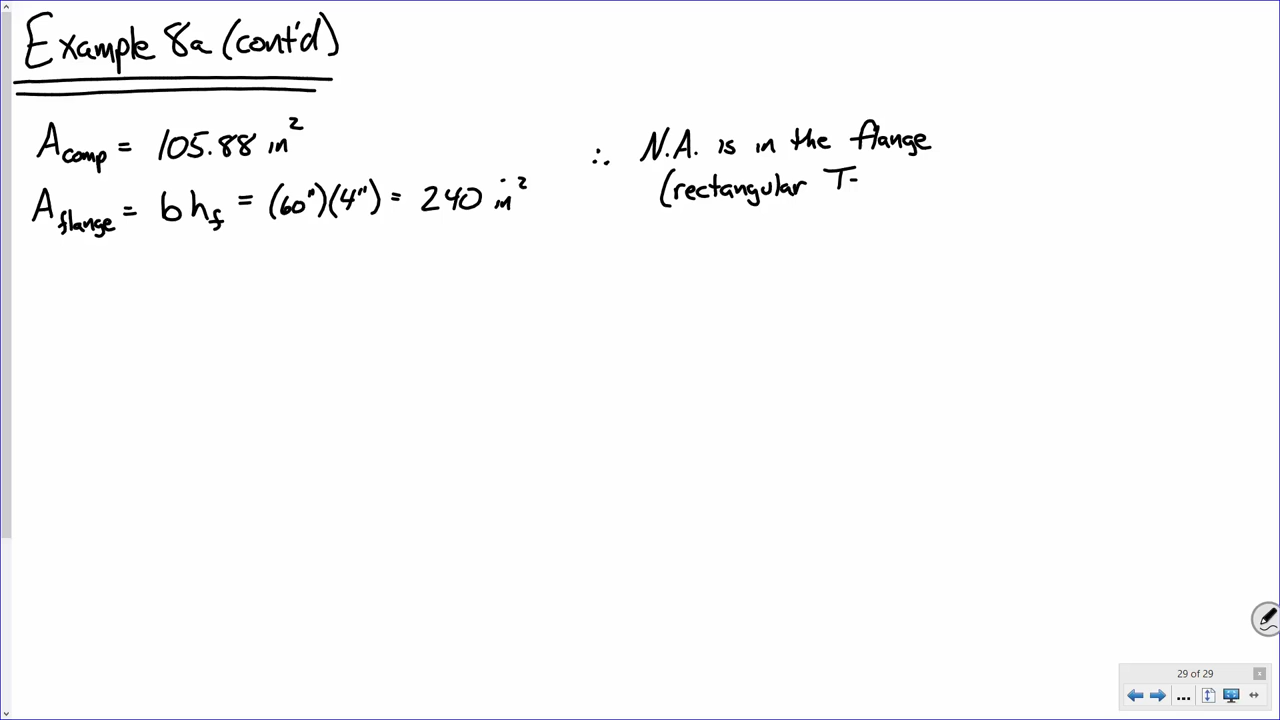 Example 8a (cont'd)
A_comp = 105.88 in²
A_flange = b h_f = (60")(4") = 240 in²
∴ N.A. is in the flange
(rectangular T-
29 of 29